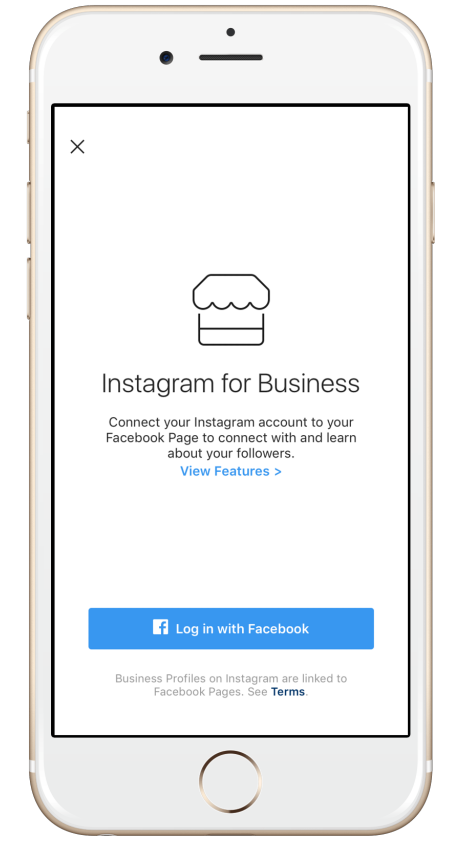 Instagram for Business
Connect your Instagram account to your
Facebook Page to connect with and learn
about your followers.
View Features >
Log in with Facebook
Business Profiles on Instagram are linked to
Facebook Pages. See Terms.